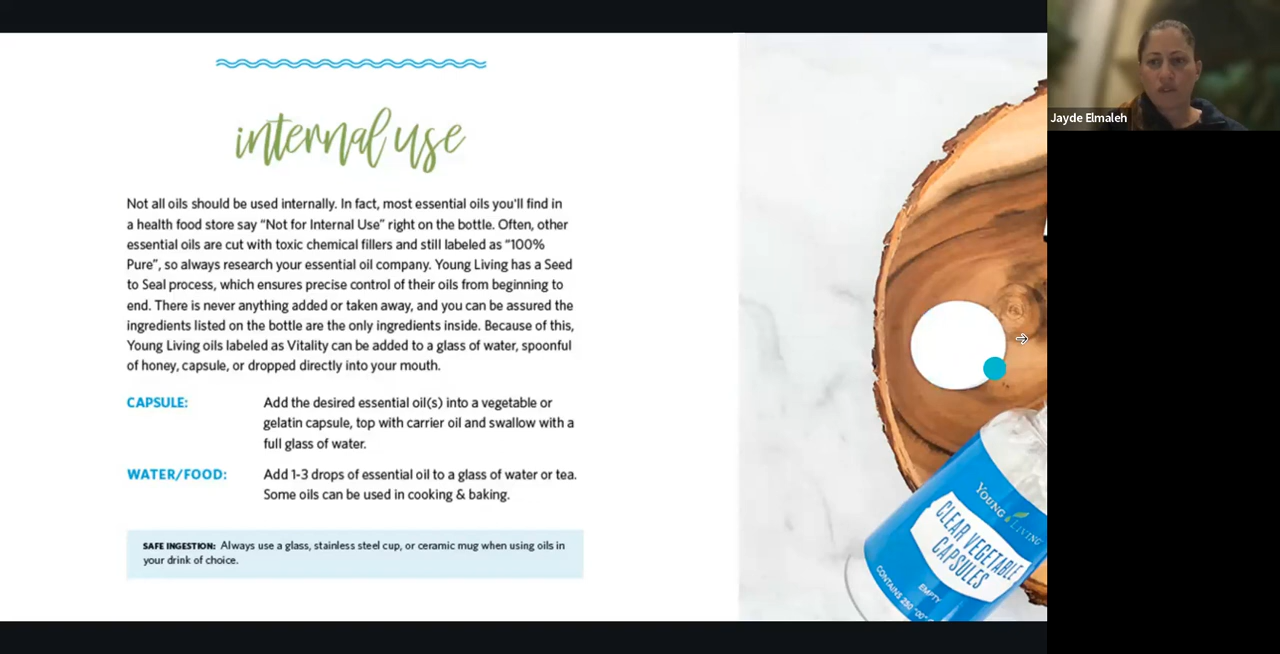 internal use
Not all oils should be used internally. In fact, most essential oils you'll find in
a health food store say “Not for Internal Use” right on the bottle. Often, other
essential oils are cut with toxic chemical fillers and still labeled as “100%
Pure”, so always research your essential oil company. Young Living has a Seed
to Seal process, which ensures precise control of their oils from beginning to
end. There is never anything added or taken away, and you can be assured the
ingredients listed on the bottle are the only ingredients inside. Because of this,
Young Living oils labeled as Vitality can be added to a glass of water, spoonful
of honey, capsule, or dropped directly into your mouth.
CAPSULE: Add the desired essential oil(s) into a vegetable or
gelatin capsule, top with carrier oil and swallow with a
full glass of water.
WATER/FOOD: Add 1-3 drops of essential oil to a glass of water or tea.
Some oils can be used in cooking & baking.
SAFE INGESTION: Always use a glass, stainless steel cup, or ceramic mug when using oils in
your drink of choice.
YOUNG LIVING
CLEAR VEGETABLE
CAPSULES
EMPTY
CONTAINS 250 "00"
Jayde Elmaleh